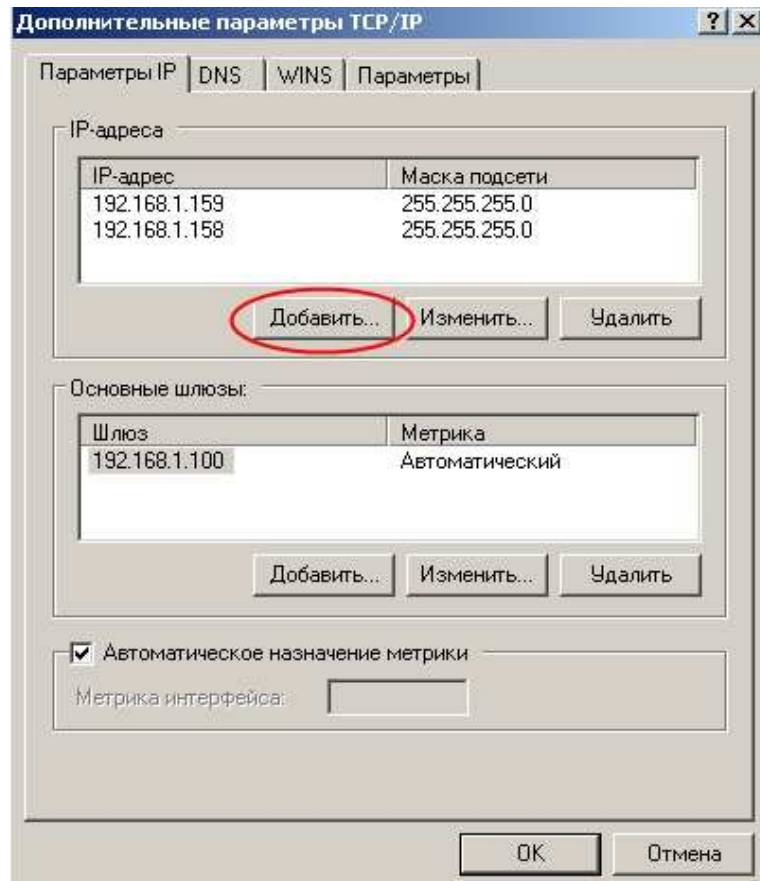 Дополнительные параметры TCP/IP
Параметры IP DNS WINS Параметры
IP-адреса
IP-адрес Маска подсети
192.168.1.159 255.255.255.0
192.168.1.158 255.255.255.0
Добавить... Изменить... Удалить
Основные шлюзы:
Шлюз Метрика
192.168.1.100 Автоматический
Добавить... Изменить... Удалить
Автоматическое назначение метрики
Метрика интерфейса:
OK Отмена